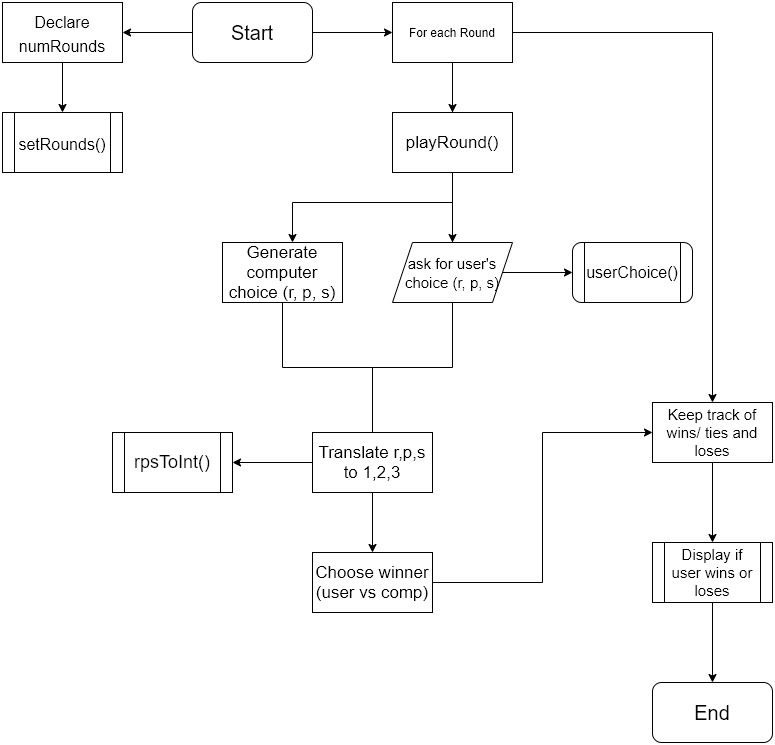 Declare
numRounds
Start
For each Round
setRounds()
playRound()
Generate
computer
choice (r, p, s)
ask for user's
choice (r, p, s)
userChoice()
Keep track of
wins/ ties and
loses
rpsToInt()
Translate r,p,s
to 1,2,3
Choose winner
(user vs comp)
Display if
user wins or
loses
End